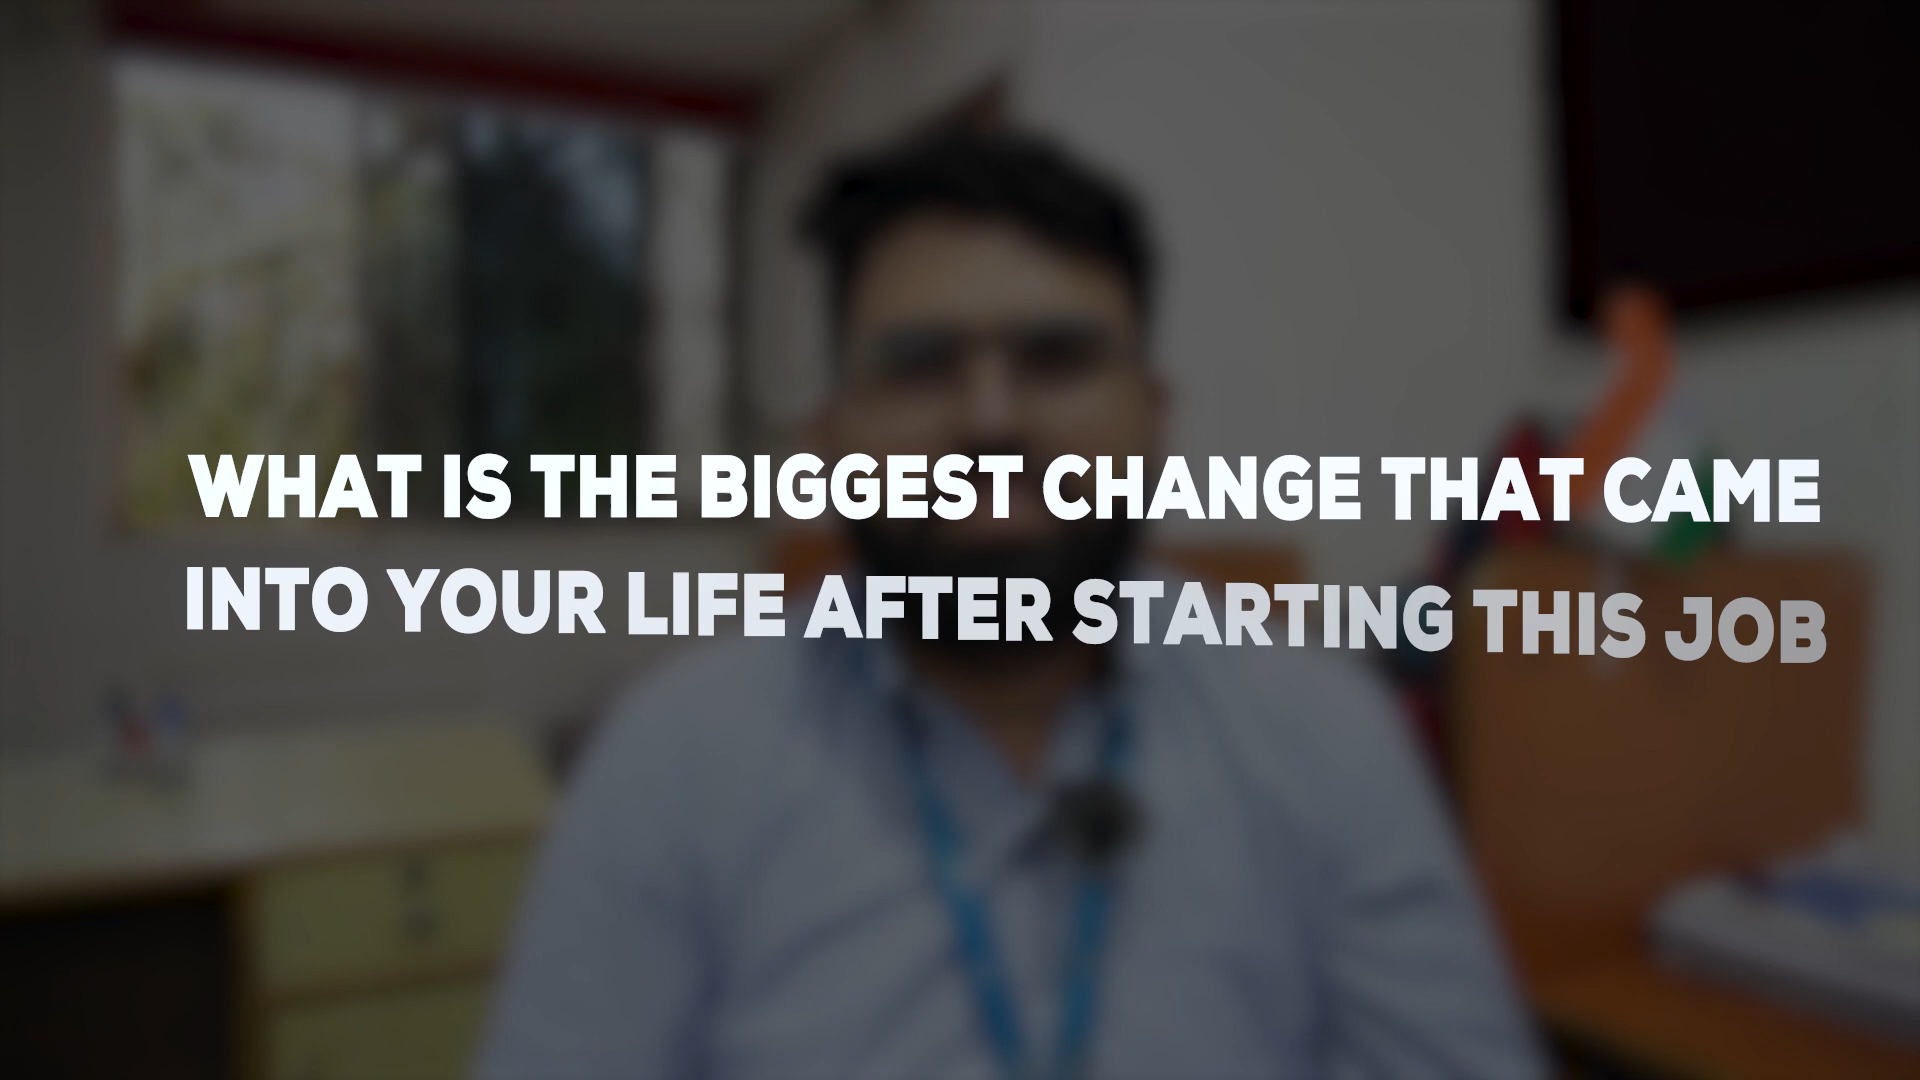 WHAT IS THE BIGGEST CHANGE THAT CAME
INTO YOUR LIFE AFTER STARTING THIS JOB